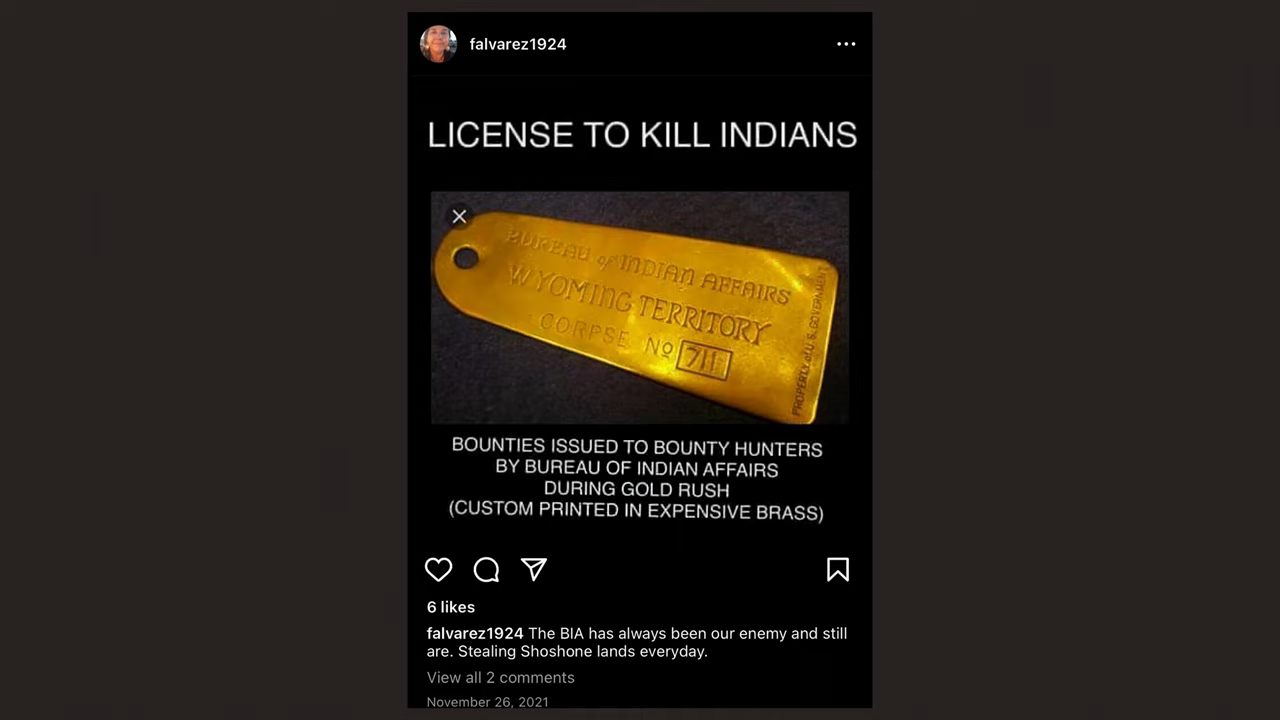 falvarez1924
LICENSE TO KILL INDIANS
BUREAU of INDIAN AFFAIRS
WYOMING TERRITORY
CORPSE No 711
PROPERTY of U. S. GOVERNMENT
BOUNTIES ISSUED TO BOUNTY HUNTERS
BY BUREAU OF INDIAN AFFAIRS
DURING GOLD RUSH
(CUSTOM PRINTED IN EXPENSIVE BRASS)
6 likes
falvarez1924 The BIA has always been our enemy and still
are. Stealing Shoshone lands everyday.
View all 2 comments
November 26, 2021